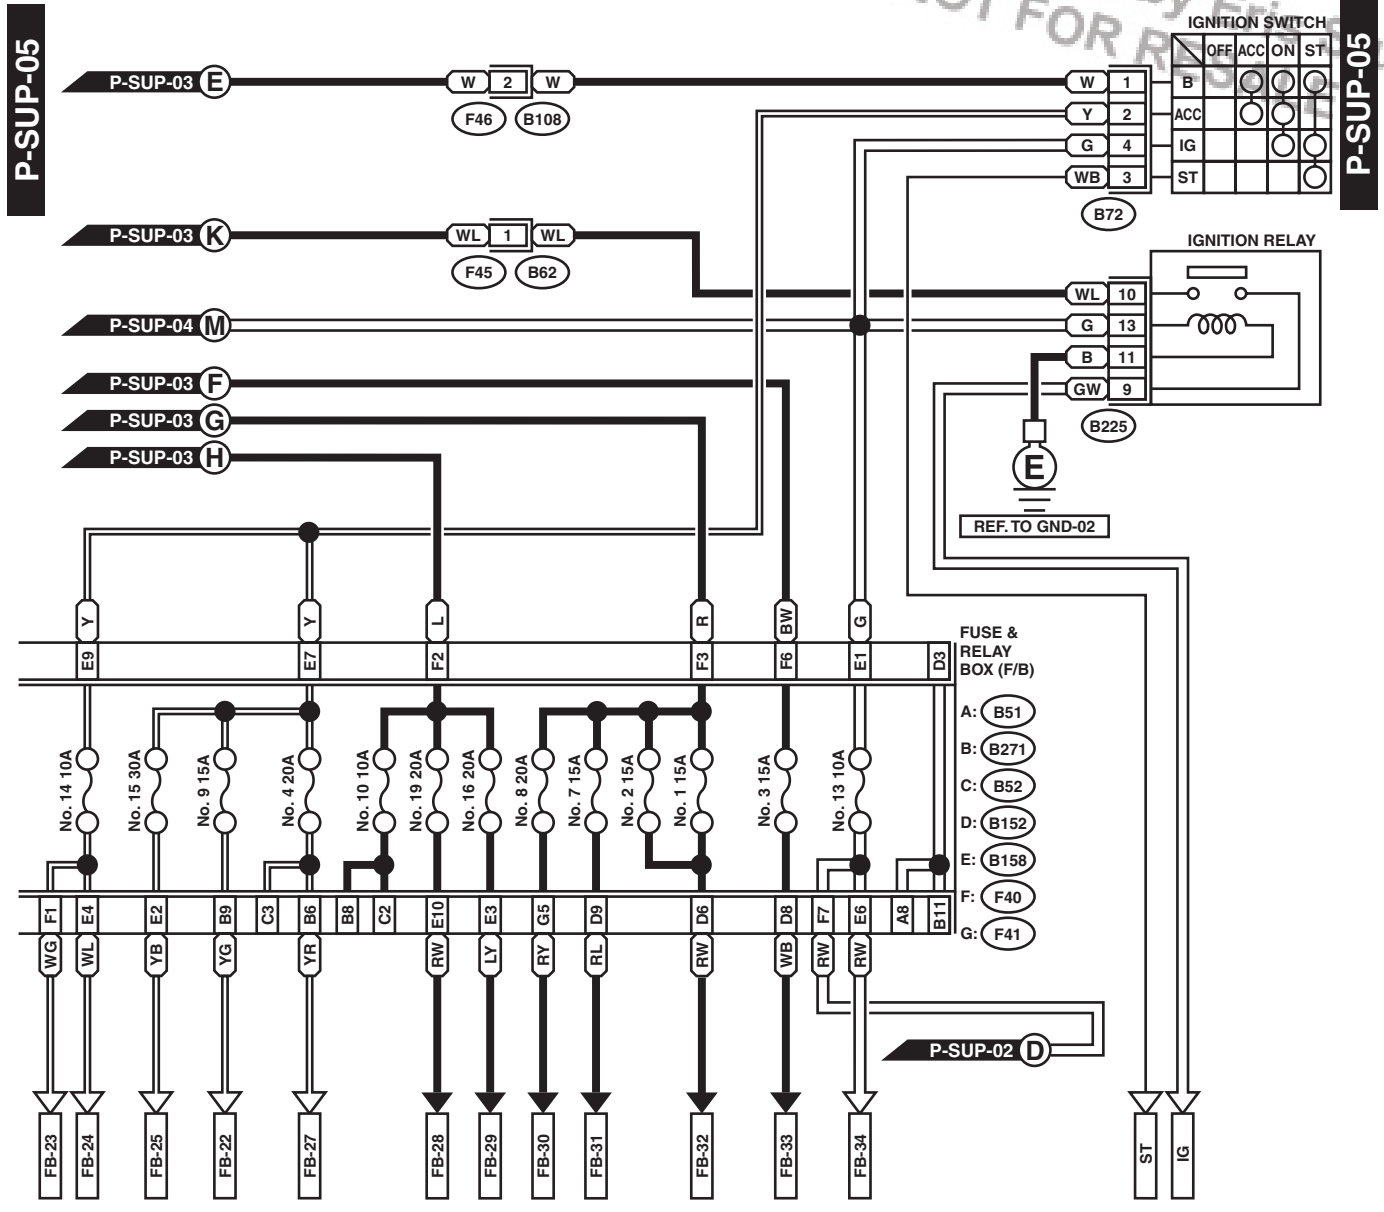 by Eris S
NOT FOR RESALE
P-SUP-05
P-SUP-05
IGNITION SWITCH
OFF ACC ON ST
B
ACC
IG
ST
P-SUP-03 E
W 2 W
F46 B108
W 1
Y 2
G 4
WB 3
B72
P-SUP-03 K
WL 1 WL
F45 B62
IGNITION RELAY
WL 10
G 13
B 11
GW 9
B225
P-SUP-04 M
P-SUP-03 F
P-SUP-03 G
P-SUP-03 H
E
REF. TO GND-02
Y Y L R BW G
E9 E7 F2 F3 F6 E1 D3
FUSE &
RELAY
BOX (F/B)
A: B51
B: B271
C: B52
D: B152
E: B158
F: F40
G: F41
No. 14 10A
No. 15 30A
No. 9 15A
No. 4 20A
No. 10 10A
No. 19 20A
No. 16 20A
No. 8 20A
No. 7 15A
No. 2 15A
No. 1 15A
No. 3 15A
No. 13 10A
F1 E4 E2 B9 C3 B6 B8 C2 E10 E3 G5 D9 D6 D8 F7 E6 A8 B11
WG WL YB YG YR RW LY RY RL RW WB RW RW
P-SUP-02 D
FB-23 FB-24 FB-25 FB-22 FB-27 FB-28 FB-29 FB-30 FB-31 FB-32 FB-33 FB-34 ST IG